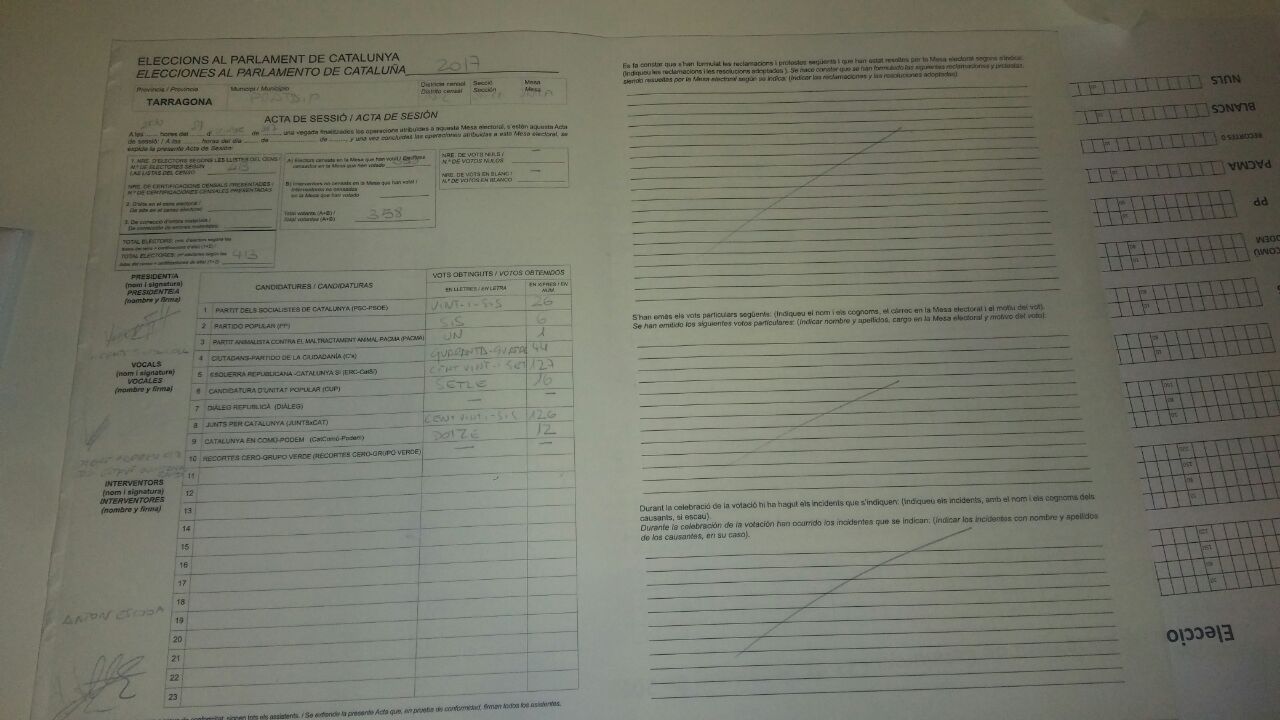 ELECCIONS AL PARLAMENT DE CATALUNYA
ELECCIONES AL PARLAMENTO DE CATALUÑA 2017
Província / Provincia
TARRAGONA
Municipi / Municipio
Districte censal
Distrito censal
Secció
Sección
Mesa
Mesa
ACTA DE SESSIÓ / ACTA DE SESIÓN
A les hores del d de una vegada finalitzades les operacions atribuïdes a aquesta Mesa electoral, s'estén aquesta Acta
de sessió: / A las horas del día de de y una vez concluidas las operaciones atribuidas a esta Mesa electoral, se
expide la presente Acta de Sesión:
1. NRE. D'ELECTORS SEGONS LES LLISTES DEL CENS /
N.º DE ELECTORES SEGÚN
LAS LISTAS DEL CENSO 413
NRE. DE CERTIFICACIONS CENSALS PRESENTADES /
N.º DE CERTIFICACIONES CENSALES PRESENTADAS
2. D'alta en el cens electoral /
De alta en el censo electoral
3. De correcció d'errors materials /
De corrección de errores materiales
TOTAL ELECTORS:
TOTAL ELECTORES: 413
A) Electors censats en la Mesa que han votat / Electores
censados en la Mesa que han votado
B) Interventors no censats en la Mesa que han votat /
Interventores no censados
en la Mesa que han votado
Total votants (A+B) /
Total votantes (A+B) 358
NRE. DE VOTS NULS /
N.º DE VOTOS NULOS —
NRE. DE VOTS EN BLANC /
N.º DE VOTOS EN BLANCO —
PRESIDENT/A
(nom i signatura)
PRESIDENTE/A
(nombre y firma)
VOCALS
(nom i signatura)
VOCALES
(nombre y firma)
INTERVENTORS
(nom i signatura)
INTERVENTORES
(nombre y firma)
CANDIDATURES / CANDIDATURAS
VOTS OBTINGUTS / VOTOS OBTENIDOS
EN LLETRES / EN LETRA
EN XIFRES / EN NÚM.
1 PARTIT DELS SOCIALISTES DE CATALUNYA (PSC-PSOE) VINT-I-SIS 26
2 PARTIDO POPULAR (PP) SIS 6
3 PARTIT ANIMALISTA CONTRA EL MALTRACTAMENT ANIMAL-PACMA (PACMA) UN 1
4 CIUTADANS-PARTIDO DE LA CIUDADANÍA (C's) QUARANTA-QUATRE 44
5 ESQUERRA REPUBLICANA-CATALUNYA SÍ (ERC-CatSí) CENT VINT-I-SET 127
6 CANDIDATURA D'UNITAT POPULAR (CUP) SETZE 16
7 DIÀLEG REPUBLICÀ (DIÀLEG) — —
8 JUNTS PER CATALUNYA (JUNTSxCAT) CENT VINT-I-SIS 126
9 CATALUNYA EN COMÚ-PODEM (CatComú-Podem) DOTZE 12
10 RECORTES CERO-GRUPO VERDE (RECORTES CERO-GRUPO VERDE) — —
11
12
13
14
15
16
17
18
19
20
21
22
23
signen tots els assistents. / Se extiende la presente Acta que, en prueba de conformidad, firman todos los asistentes.
Es fa constar que s'han formulat les reclamacions i protestes següents i que han estat resoltes per la Mesa electoral segons s'indica:
(Indiqueu les reclamacions i les resolucions adoptades). Se hace constar que se han formulado las siguientes reclamaciones y protestas,
siendo resueltas por la Mesa electoral según se indica: (Indicar las reclamaciones y las resoluciones adoptadas).
S'han emès els vots particulars següents: (Indiqueu el nom i els cognoms, el càrrec en la Mesa electoral i el motiu del vot).
Se han emitido los siguientes votos particulares: (Indicar nombre y apellidos, cargo en la Mesa electoral y motivo del voto).
Durant la celebració de la votació hi ha hagut els incidents que s'indiquen: (Indiqueu els incidents, amb el nom i els cognoms dels
causants, si escau).
Durante la celebración de la votación han ocurrido los incidentes que se indican: (Indicar los incidentes con nombre y apellidos
de los causantes, en su caso).
NULS
BLANCS
RECORTES 0
PACMA
PP
Eleccio